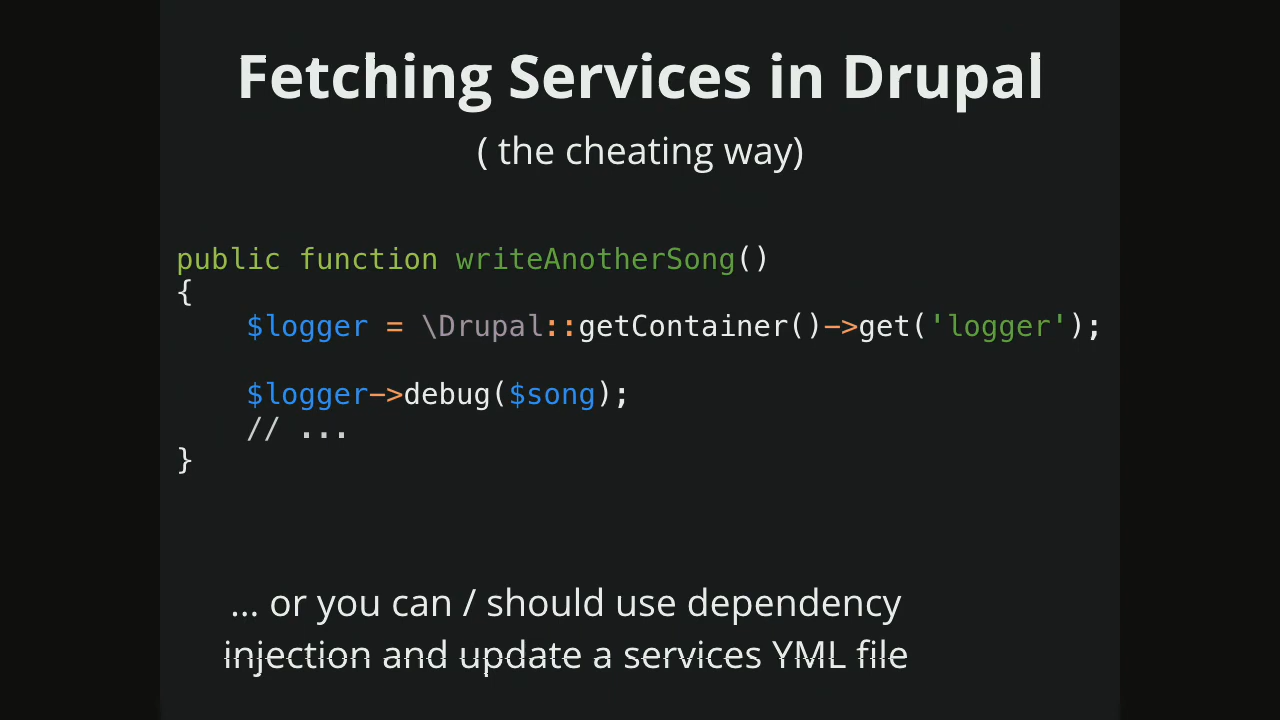 Fetching Services in Drupal
( the cheating way)
public function writeAnotherSong()
{
    $logger = \Drupal::getContainer()->get('logger');
    $logger->debug($song);
    // ...
}
... or you can / should use dependency
injection and update a services YML file